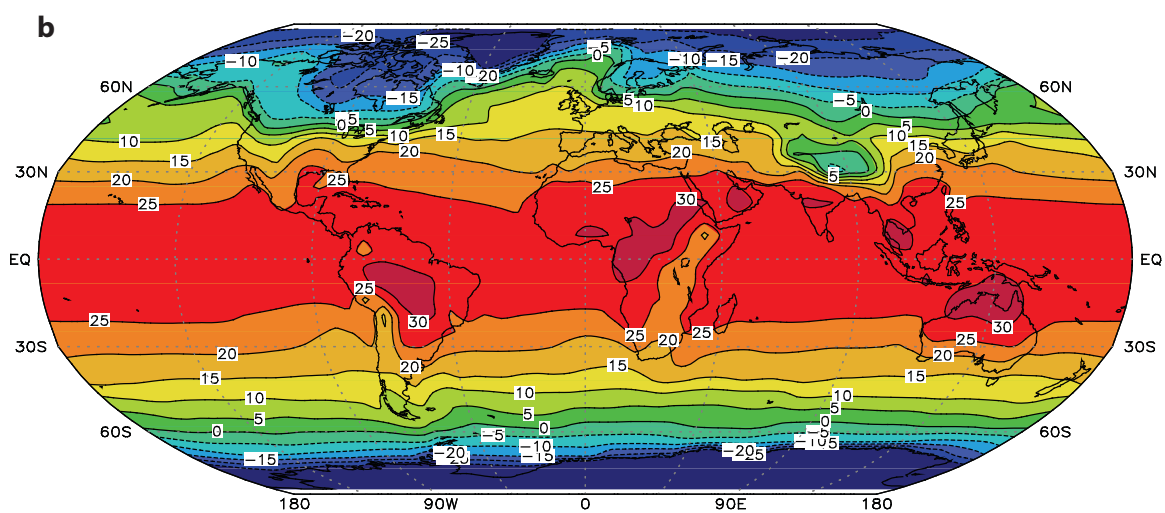 b
-20 -25 -5
0
-10 -10 -20 -10 -15 -20
60N -15 5 10 -5 0 60N
0 5 5 10 15 5
10 20 15 10 15
15 20 20
30N 25 25 5 30N
20 30
25 25
EQ EQ
25
25 30 25 20 25 30
30S 25 30S
20 20 15 20
15 15
10 10 10
5 5 5
60S 0 -5 0 0 60S
-10 -5
-15 -20 -15 -20
180 90W 0 90E 180